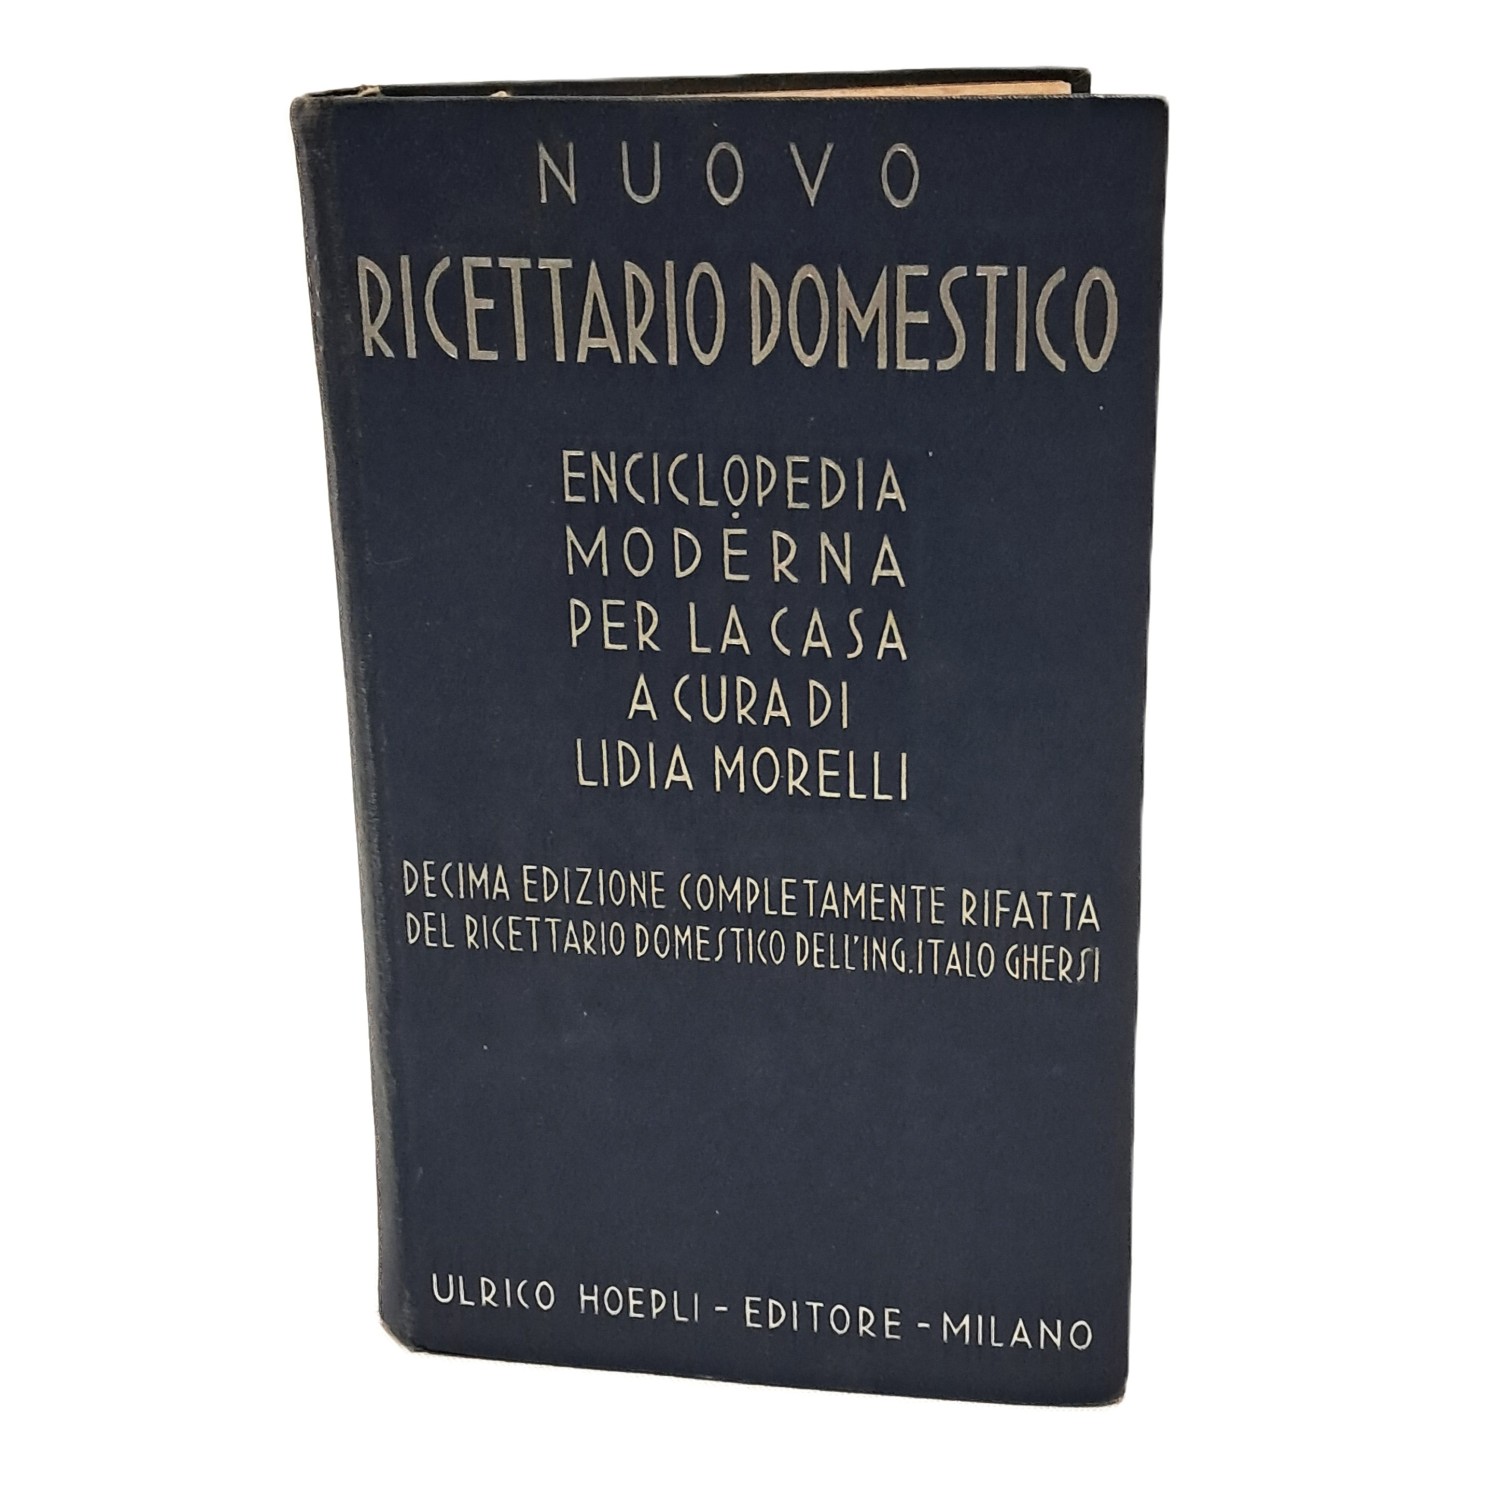 NUOVO
RICETTARIO DOMESTICO
ENCICLOPEDIA
MODERNA
PER LA CASA
A CURA DI
LIDIA MORELLI
DECIMA EDIZIONE COMPLETAMENTE RIFATTA
DEL RICETTARIO DOMESTICO DELL'ING. ITALO GHERSI
ULRICO HOEPLI - EDITORE - MILANO